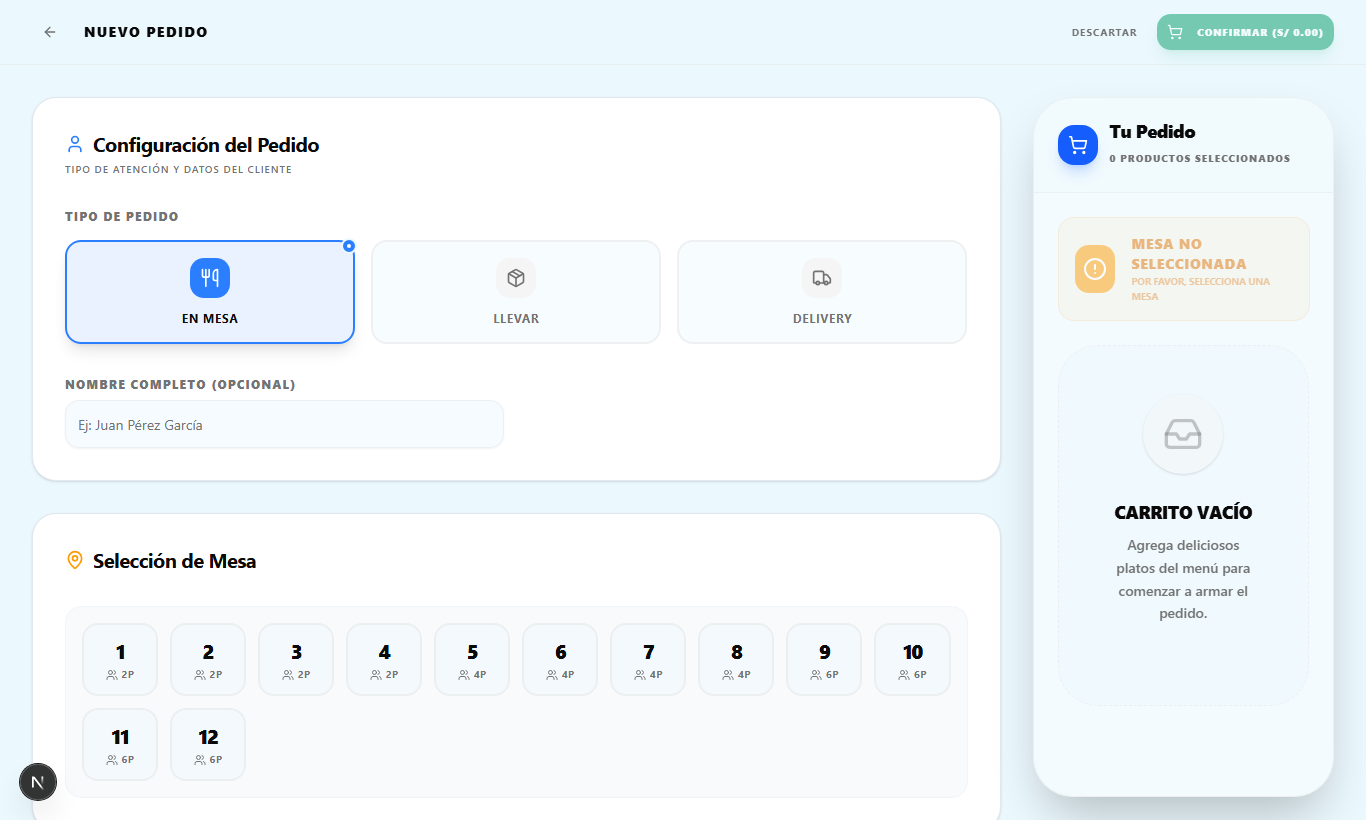 NUEVO PEDIDO
DESCARTAR
CONFIRMAR (S/ 0.00)
Configuración del Pedido
TIPO DE ATENCIÓN Y DATOS DEL CLIENTE
TIPO DE PEDIDO
EN MESA
LLEVAR
DELIVERY
NOMBRE COMPLETO (OPCIONAL)
Ej: Juan Pérez García
Selección de Mesa
1 2 3 4 5 6 7 8 9 10
2P 2P 2P 2P 4P 4P 4P 4P 6P 6P
11 12
6P 6P
N
Tu Pedido
0 PRODUCTOS SELECCIONADOS
MESA NO
SELECCIONADA
POR FAVOR, SELECCIONA UNA
MESA
CARRITO VACÍO
Agrega deliciosos
platos del menú para
comenzar a armar el
pedido.